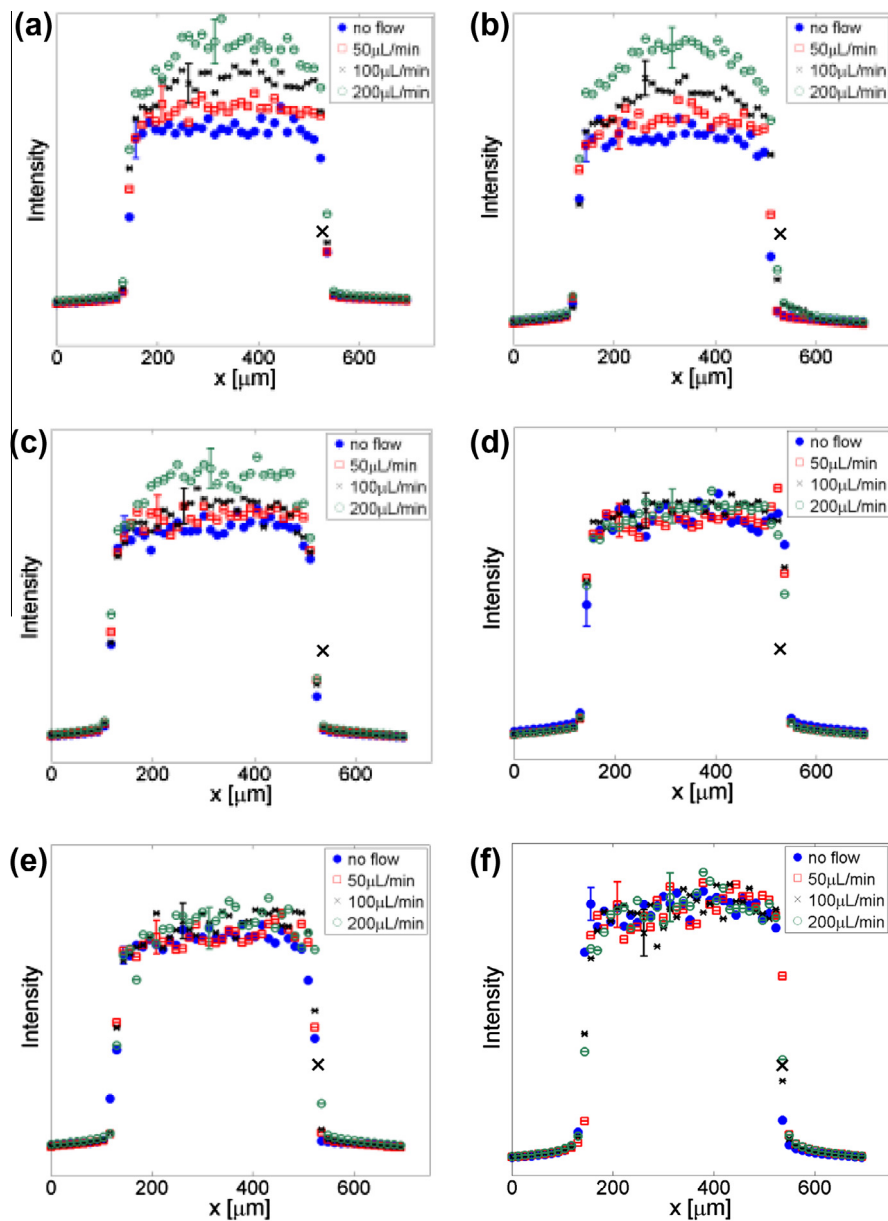 (a)
no flow
50μL/min
100μL/min
200μL/min
Intensity
0 200 400 600
x [μm]
(b)
no flow
50μL/min
100μL/min
200μL/min
Intensity
0 200 400 600
x [μm]
(c)
no flow
50μL/min
100μL/min
200μL/min
Intensity
0 200 400 600
x [μm]
(d)
no flow
50μL/min
100μL/min
200μL/min
Intensity
0 200 400 600
x [μm]
(e)
no flow
50μL/min
100μL/min
200μL/min
Intensity
0 200 400 600
x [μm]
(f)
no flow
50μL/min
100μL/min
200μL/min
Intensity
0 200 400 600
x [μm]